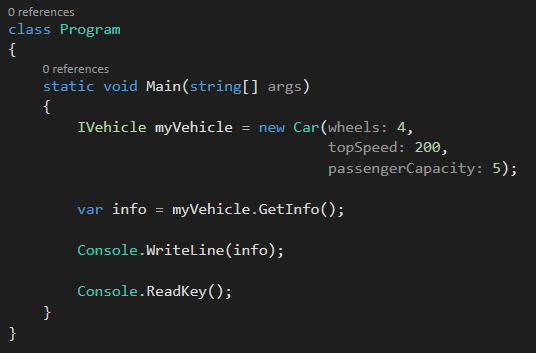 0 references
class Program
{
0 references
static void Main(string[] args)
{
IVehicle myVehicle = new Car(wheels: 4,
topSpeed: 200,
passengerCapacity: 5);
var info = myVehicle.GetInfo();
Console.WriteLine(info);
Console.ReadKey();
}
}